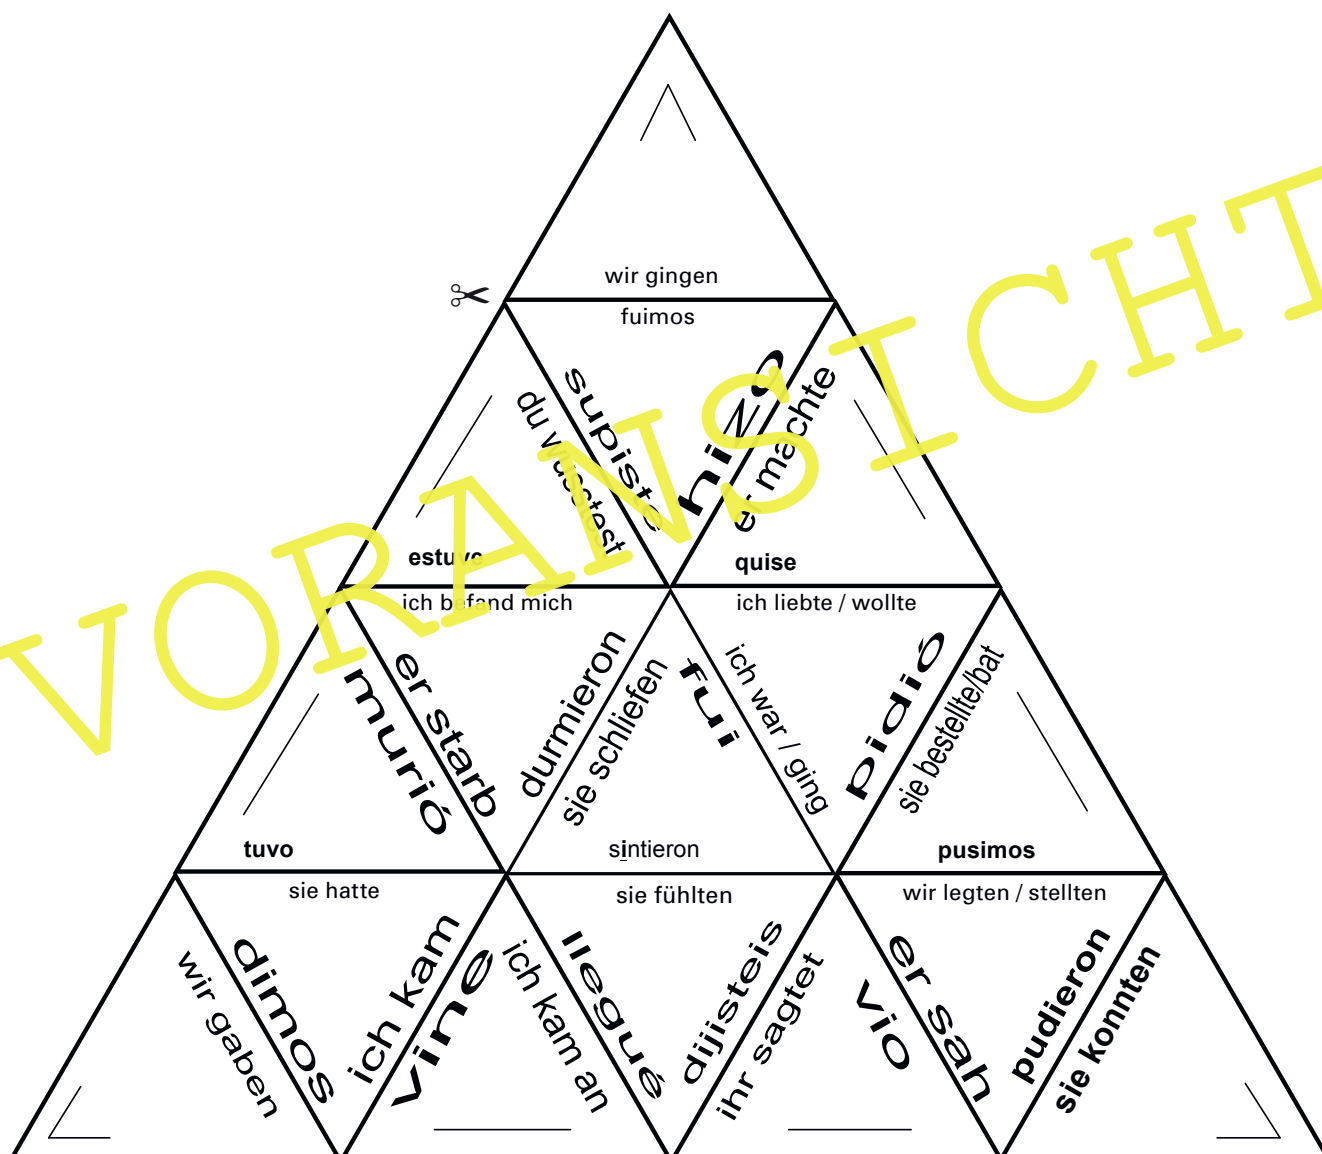 wir gingen
fuimos
supiste
du wusstest
hizo
er machte
estuve
quise
ich befand mich
ich liebte / wollte
murió
er starb
durmieron
sie schliefen
fui
ich war / ging
pidió
sie bestellte/bat
tuvo
sintieron
pusimos
sie hatte
sie fühlten
wir legten / stellten
wir gaben
dimos
ich kam
vine
ich kam an
llegué
dijisteis
ihr sagtet
vio
er sah
pudieron
sie konnten
VORANSICHT